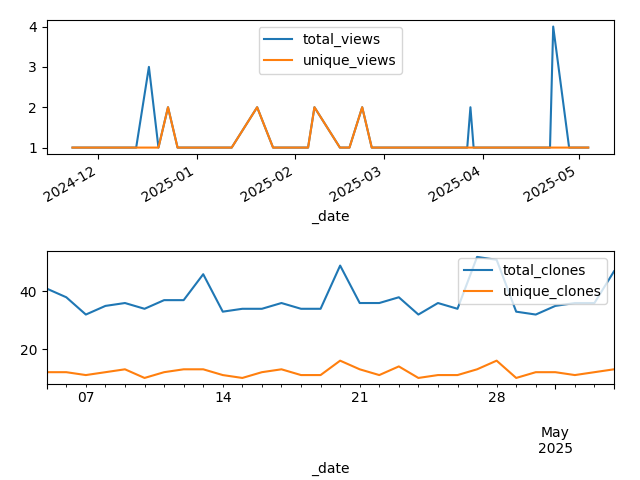 4
3
2
1
total_views
unique_views
2024-12
2025-01
2025-02
2025-03
2025-04
2025-05
_date
40
20
total_clones
unique_clones
07
14
21
28
May
2025
_date